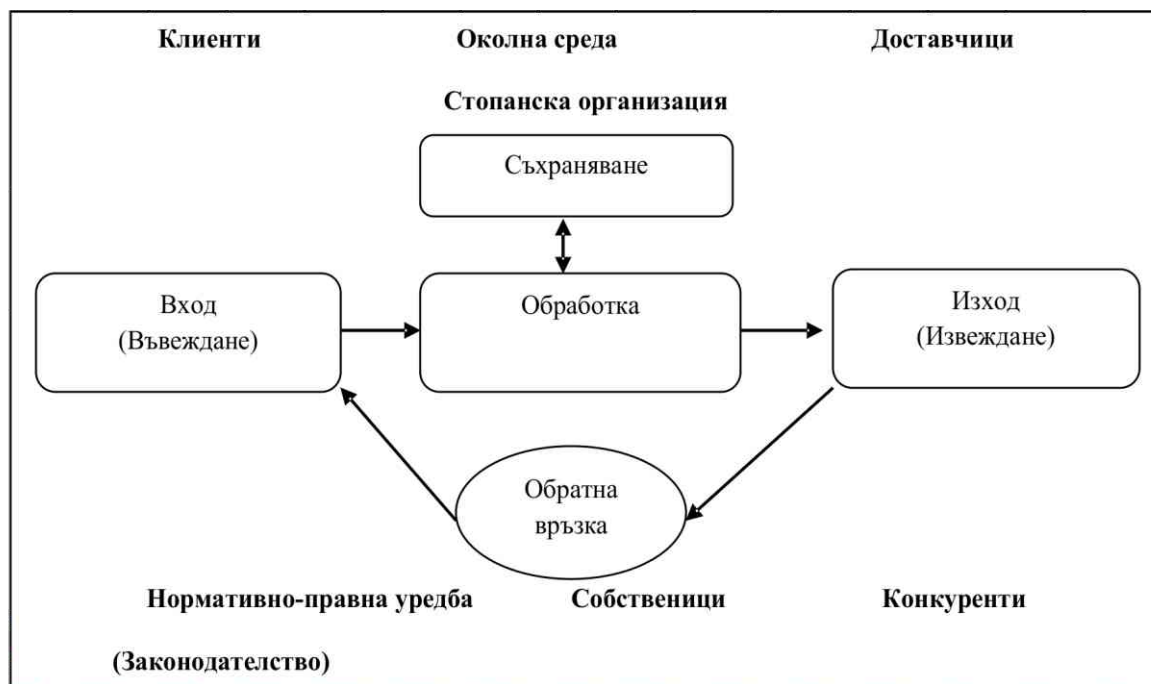 Клиенти Околна среда Доставчици
Стопанска организация
Съхраняване
Вход
(Въвеждане)
Обработка
Изход
(Извеждане)
Обратна
връзка
Нормативно-правна уредба Собственици Конкуренти
(Законодателство)